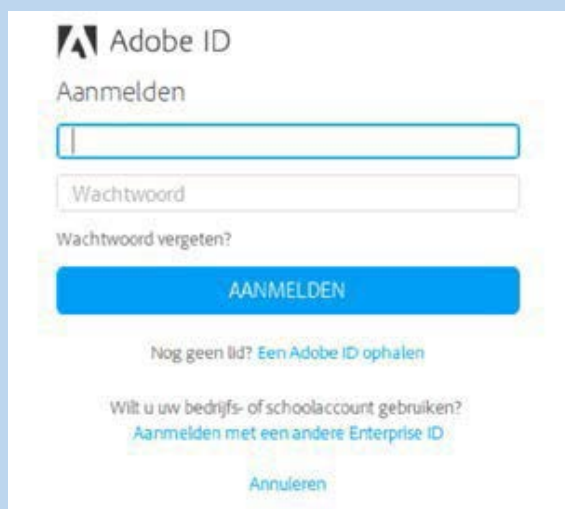 Adobe ID
Aanmelden
Wachtwoord
Wachtwoord vergeten?
AANMELDEN
Nog geen lid? Een Adobe ID ophalen
Wilt u uw bedrijfs- of schoolaccount gebruiken?
Aanmelden met een andere Enterprise ID
Annuleren